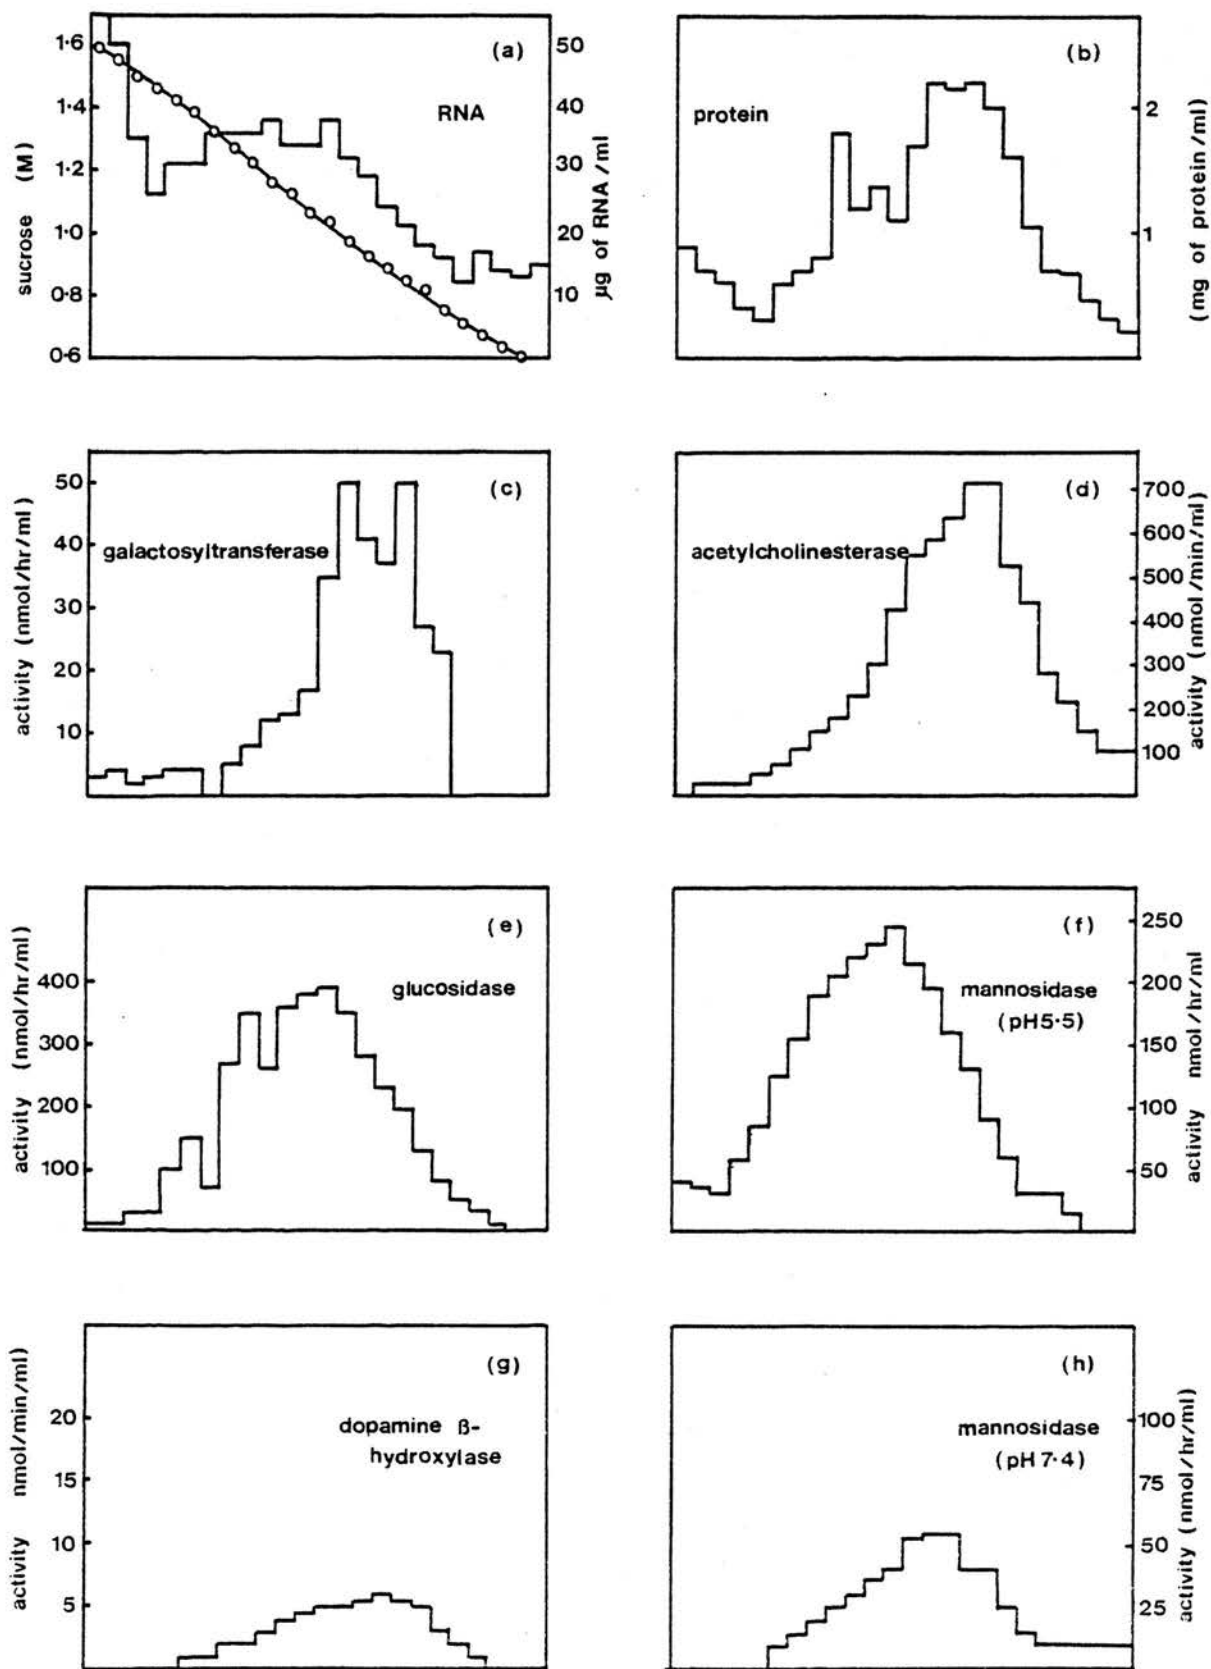 (a)
RNA
sucrose (M)
1·6
1·4
1·2
1·0
0·8
0·6
50
40
30
20
10
µg of RNA/ml
(b)
protein
2
1
(mg of protein/ml)
(c)
galactosyltransferase
activity (nmol/hr/ml)
50
40
30
20
10
(d)
acetylcholinesterase
700
600
500
400
300
200
100
activity (nmol/min/ml)
(e)
glucosidase
activity (nmol/hr/ml)
400
300
200
100
(f)
mannosidase
(pH5·5)
250
200
150
100
50
activity nmol/hr/ml
(g)
dopamine ß-
hydroxylase
activity nmol/min/ml
20
15
10
5
(h)
mannosidase
(pH7·4)
100
75
50
25
activity (nmol/hr/ml)